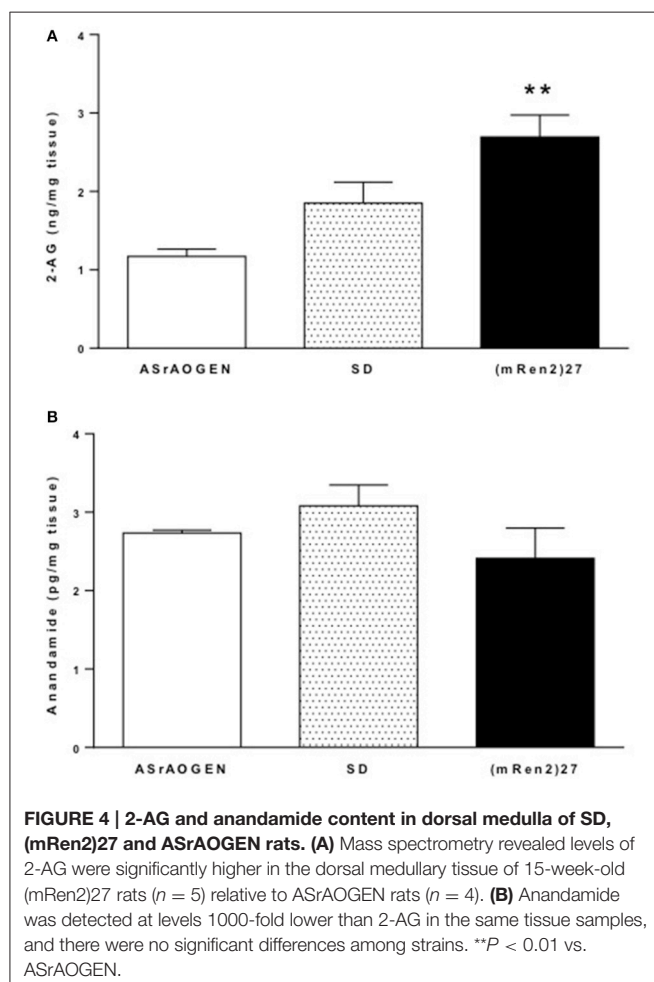 A
4
3
2
1
0
2-AG (ng/mg tissue)
**
ASrAOGEN SD (mRen2)27
B
4
3
2
1
0
Anandamide (pg/mg tissue)
ASrAOGEN SD (mRen2)27
FIGURE 4 | 2-AG and anandamide content in dorsal medulla of SD,
(mRen2)27 and ASrAOGEN rats. (A) Mass spectrometry revealed levels of
2-AG were significantly higher in the dorsal medullary tissue of 15-week-old
(mRen2)27 rats (n = 5) relative to ASrAOGEN rats (n = 4). (B) Anandamide
was detected at levels 1000-fold lower than 2-AG in the same tissue samples,
and there were no significant differences among strains. **P < 0.01 vs.
ASrAOGEN.